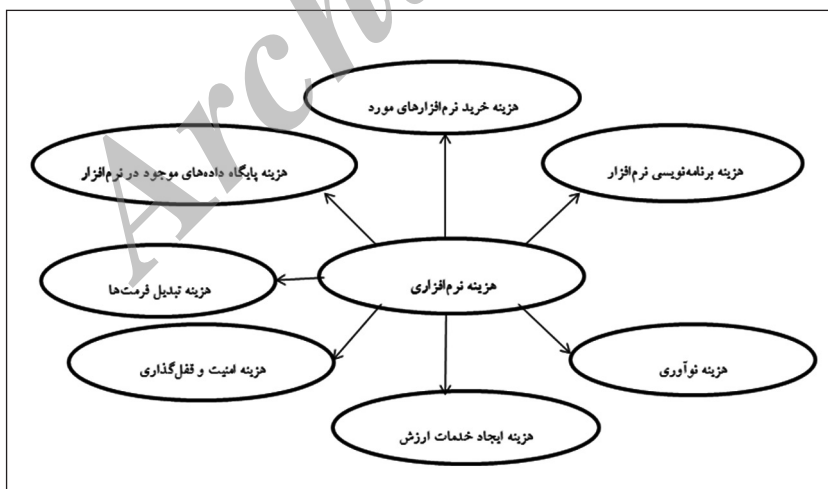 هزینه خرید نرم‌افزارهای مورد
هزینه برنامه‌نویسی نرم‌افزار
هزینه پایگاه داده‌های موجود در نرم‌افزار
هزینه نرم‌افزاری
هزینه تبدیل فرمت‌ها
هزینه نوآوری
هزینه امنیت و قفل‌گذاری
هزینه ایجاد خدمات ارزش